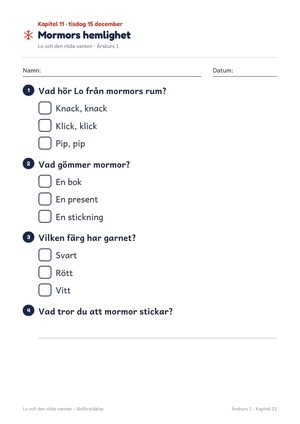 Kapitel 11 · tisdag 15 december
Mormors hemlighet
Lo och den röda vanten · Årskurs 1
Namn:
Datum:
1 Vad hör Lo från mormors rum?
Knack, knack
Klick, klick
Pip, pip
2 Vad gömmer mormor?
En bok
En present
En stickning
3 Vilken färg har garnet?
Svart
Rött
Vitt
4 Vad tror du att mormor stickar?
Lo och den röda vanten – läsförståelse
Årskurs 1 · Kapitel 11